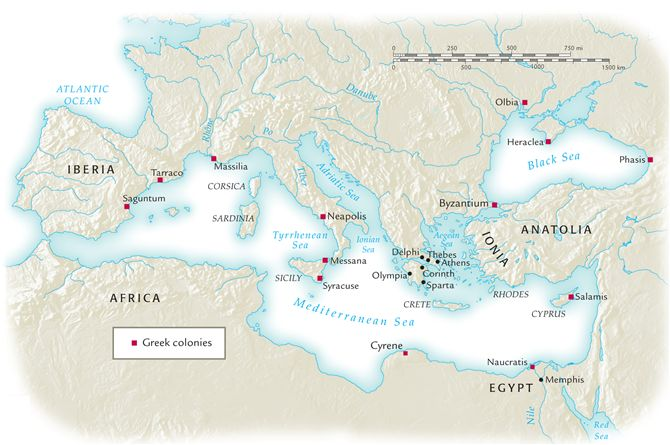 0 250 500 750 mi
0 500 1000 1500 km
ATLANTIC
OCEAN
Danube
Olbia
Rhône
Po
Heraclea
Black Sea
Phasis
IBERIA
Tarraco
Massilia
CORSICA
Tiber
Adriatic Sea
Saguntum
SARDINIA
Neapolis
Byzantium
ANATOLIA
Tyrrhenean
Sea
Ionian
Sea
Aegean
Sea
IONIA
Delphi
Thebes
Athens
Messana
Olympia
Corinth
SICILY
Syracuse
Sparta
AFRICA
CRETE
RHODES
Salamis
CYPRUS
Mediterranean Sea
Greek colonies
Cyrene
Naucratis
EGYPT
Memphis
Nile
Red
Sea